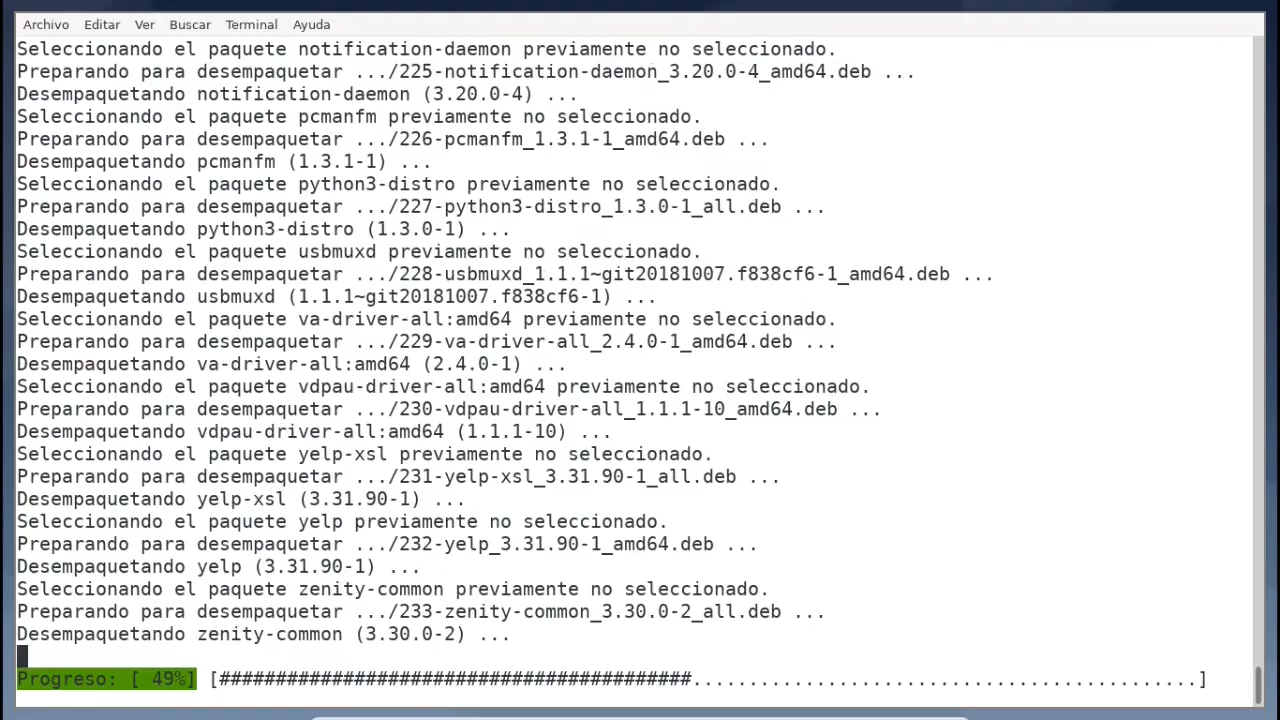 Archivo Editar Ver Buscar Terminal Ayuda
Seleccionando el paquete notification-daemon previamente no seleccionado.
Preparando para desempaquetar .../225-notification-daemon_3.20.0-4_amd64.deb ...
Desempaquetando notification-daemon (3.20.0-4) ...
Seleccionando el paquete pcmanfm previamente no seleccionado.
Preparando para desempaquetar .../226-pcmanfm_1.3.1-1_amd64.deb ...
Desempaquetando pcmanfm (1.3.1-1) ...
Seleccionando el paquete python3-distro previamente no seleccionado.
Preparando para desempaquetar .../227-python3-distro_1.3.0-1_all.deb ...
Desempaquetando python3-distro (1.3.0-1) ...
Seleccionando el paquete usbmuxd previamente no seleccionado.
Preparando para desempaquetar .../228-usbmuxd_1.1.1~git20181007.f838cf6-1_amd64.deb ...
Desempaquetando usbmuxd (1.1.1~git20181007.f838cf6-1) ...
Seleccionando el paquete va-driver-all:amd64 previamente no seleccionado.
Preparando para desempaquetar .../229-va-driver-all_2.4.0-1_amd64.deb ...
Desempaquetando va-driver-all:amd64 (2.4.0-1) ...
Seleccionando el paquete vdpau-driver-all:amd64 previamente no seleccionado.
Preparando para desempaquetar .../230-vdpau-driver-all_1.1.1-10_amd64.deb ...
Desempaquetando vdpau-driver-all:amd64 (1.1.1-10) ...
Seleccionando el paquete yelp-xsl previamente no seleccionado.
Preparando para desempaquetar .../231-yelp-xsl_3.31.90-1_all.deb ...
Desempaquetando yelp-xsl (3.31.90-1) ...
Seleccionando el paquete yelp previamente no seleccionado.
Preparando para desempaquetar .../232-yelp_3.31.90-1_amd64.deb ...
Desempaquetando yelp (3.31.90-1) ...
Seleccionando el paquete zenity-common previamente no seleccionado.
Preparando para desempaquetar .../233-zenity-common_3.30.0-2_all.deb ...
Desempaquetando zenity-common (3.30.0-2) ...
Progreso: [ 49%] [##########################################.............................................]